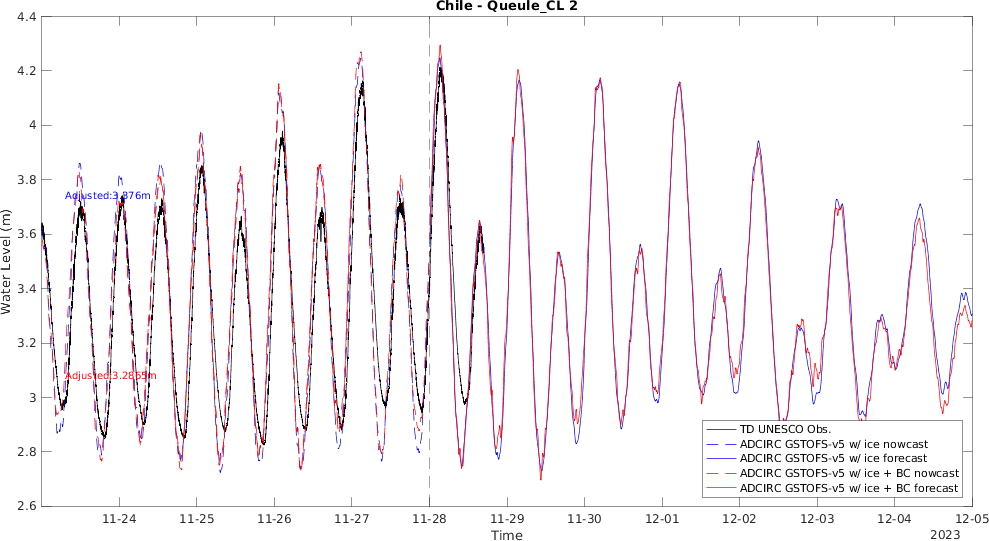 Chile - Queule_CL 2
Water Level (m)
4.4
4.2
4
3.8
3.6
3.4
3.2
3
2.8
2.6
Adjusted:3.2855m
11-24
11-25
11-26
11-27
11-28
11-29
11-30
12-01
12-02
12-03
12-04
12-05
2023
Time
TD UNESCO Obs.
ADCIRC GSTOFS-v5 w/ ice nowcast
ADCIRC GSTOFS-v5 w/ ice forecast
ADCIRC GSTOFS-v5 w/ ice + BC nowcast
ADCIRC GSTOFS-v5 w/ ice + BC forecast